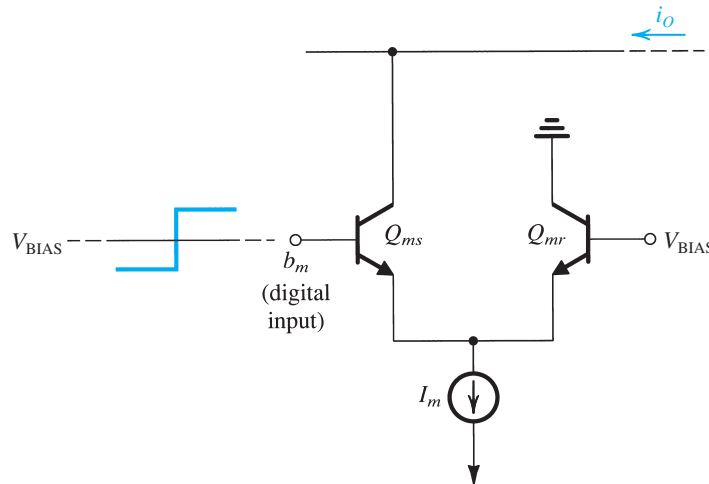 i_O
V_BIAS
b_m
(digital
input)
Q_ms
Q_mr
V_BIAS
I_m